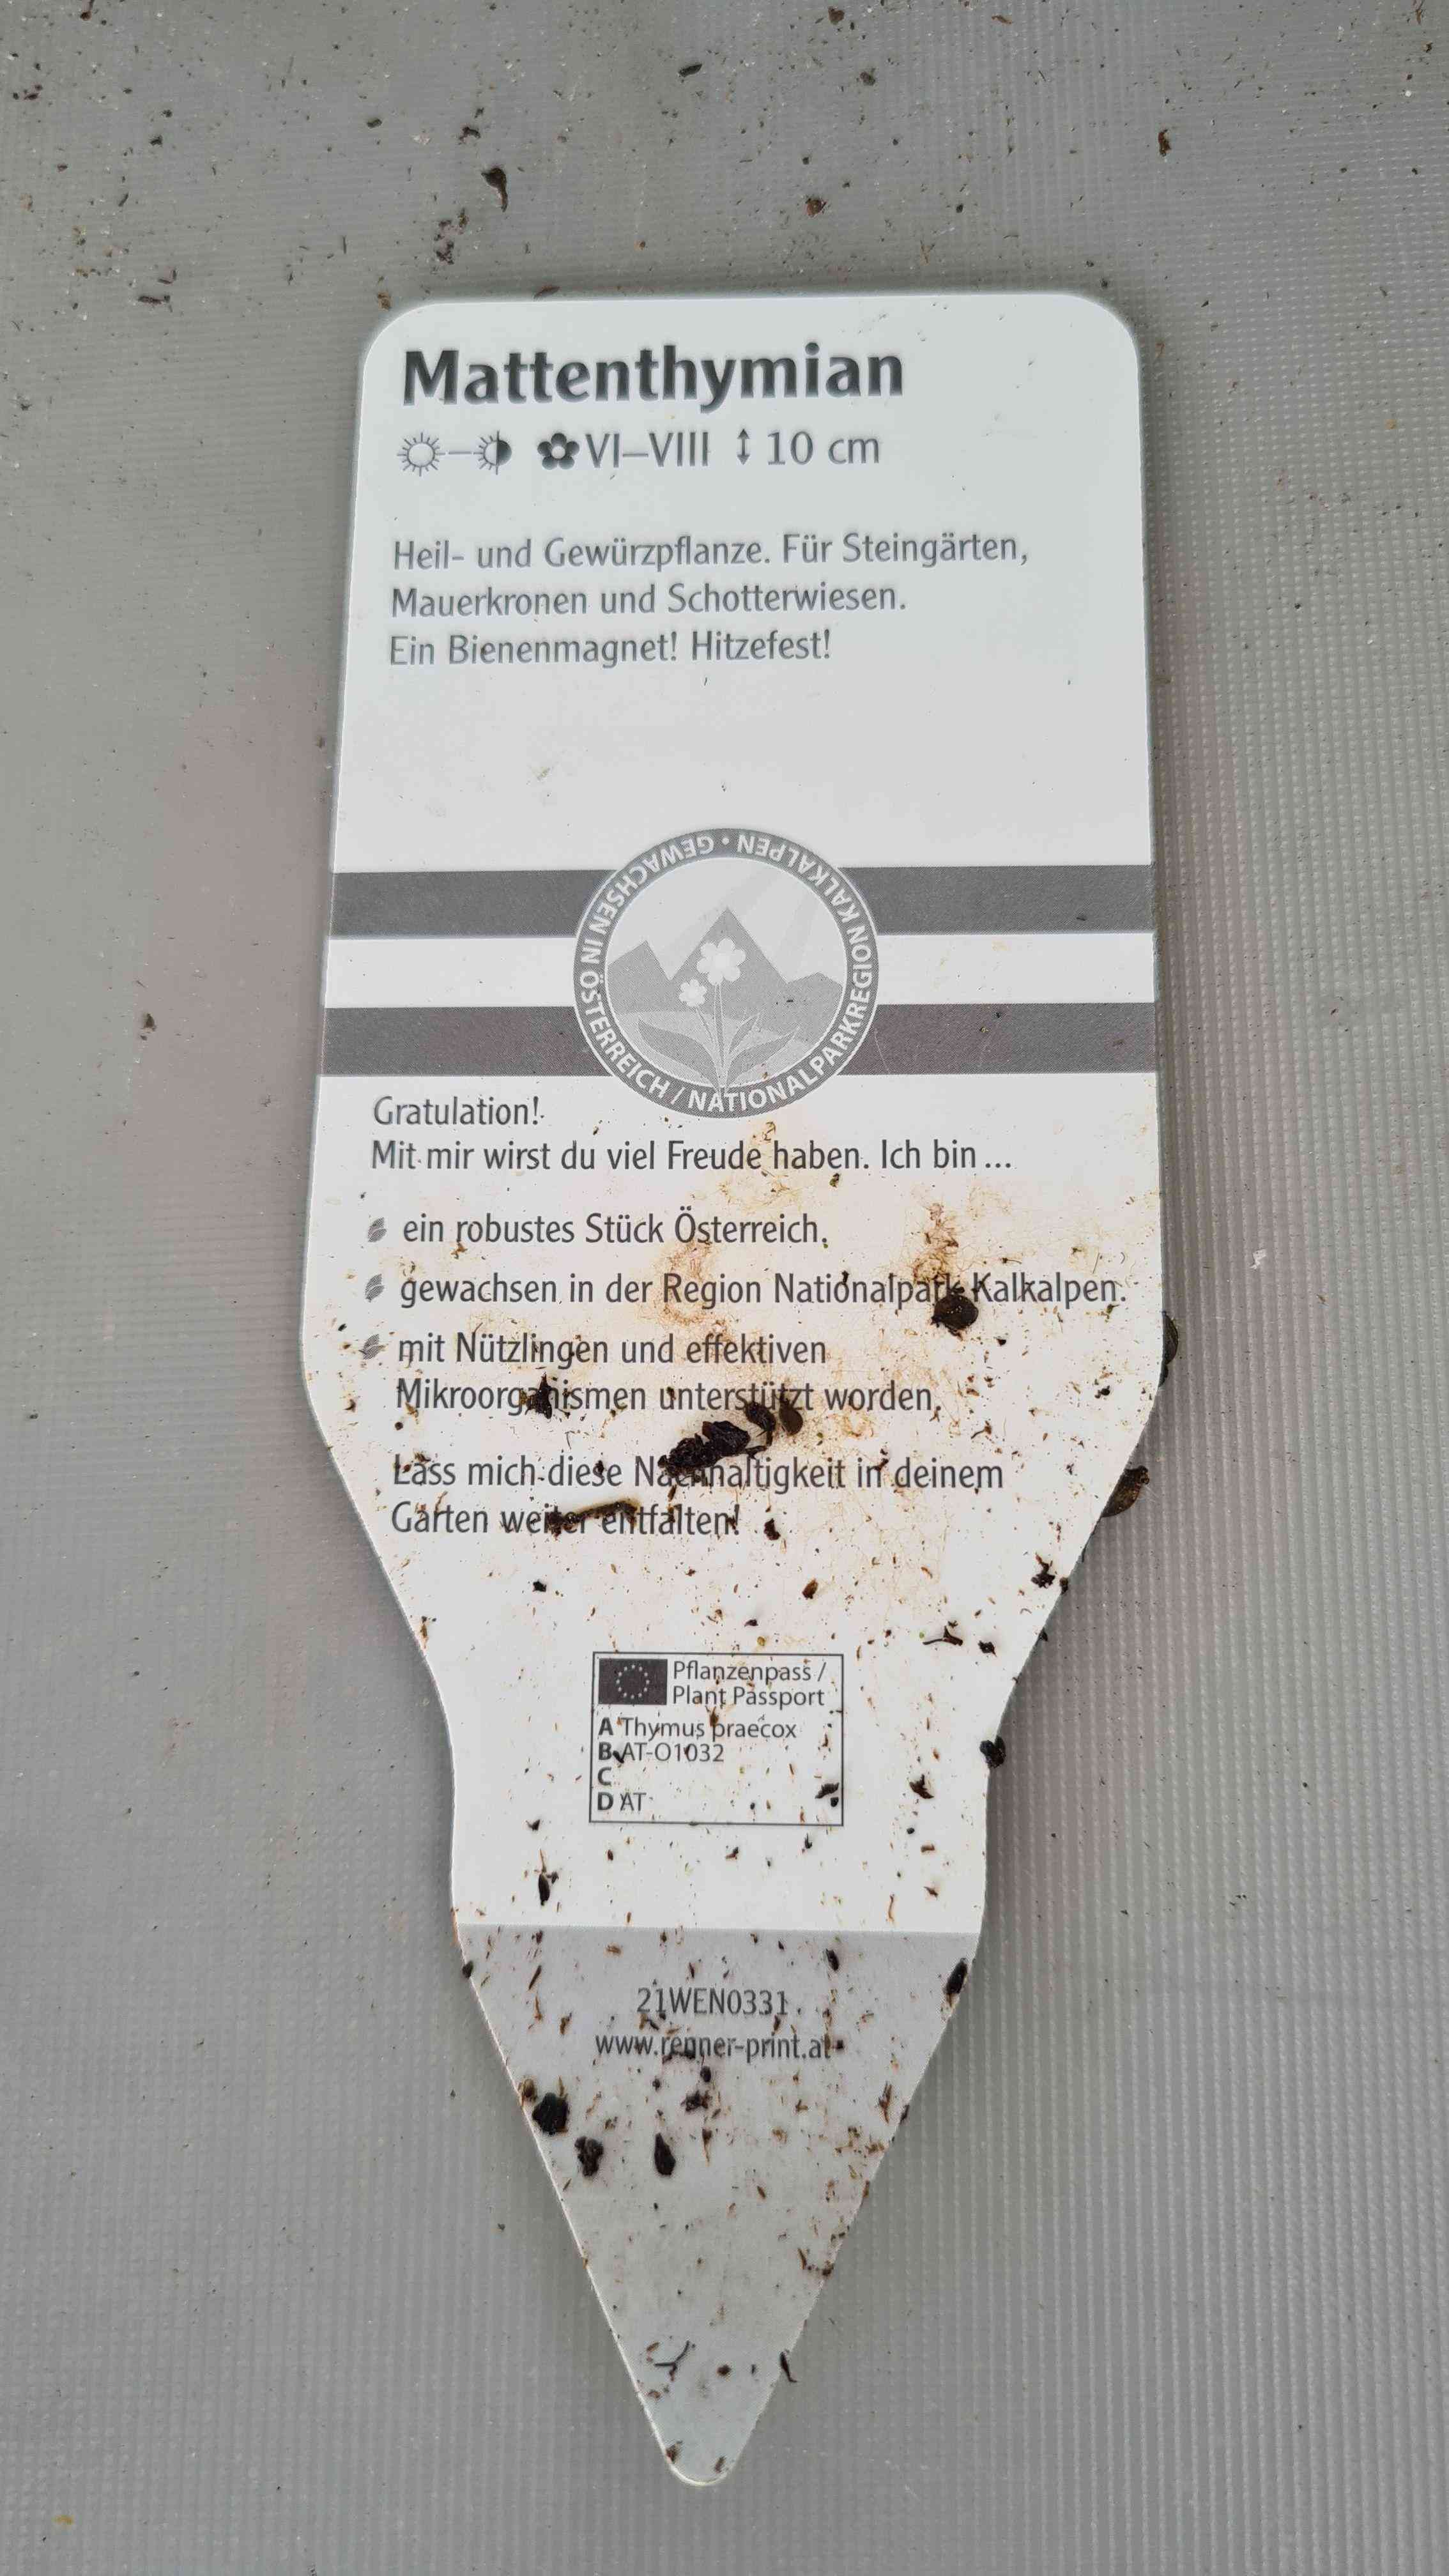 Mattenthymian
VI–VIII ↕ 10 cm
Heil- und Gewürzpflanze. Für Steingärten,
Mauerkronen und Schotterwiesen.
Ein Bienenmagnet! Hitzefest!
GEWACHSEN IN ÖSTERREICH / NATIONALPARKREGION KALKALPEN •
Gratulation!
Mit mir wirst du viel Freude haben. Ich bin ...
ein robustes Stück Österreich.
gewachsen in der Region Nationalpark Kalkalpen.
mit Nützlingen und effektiven
Mikroorganismen unterstützt worden.
Lass mich diese Nachhaltigkeit in deinem
Garten weiter entfalten!
Pflanzenpass /
Plant Passport
A Thymus praecox
B AT-O1032
C
D AT
21WEN0331
www.renner-print.at